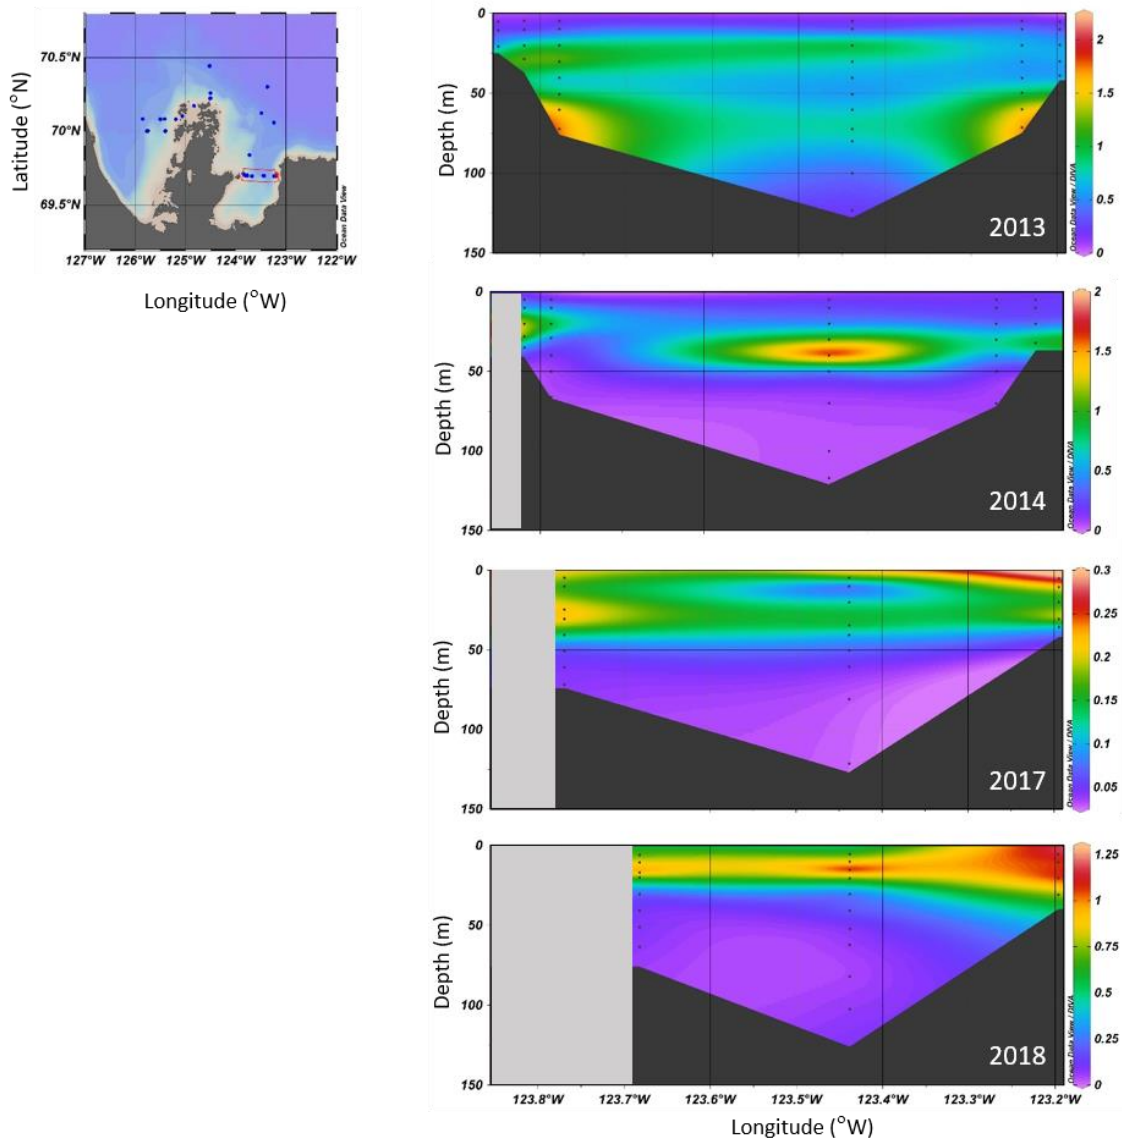 70.5°N
70°N
69.5°N
Latitude (°N)
127°W 126°W 125°W 124°W 123°W 122°W
Longitude (°W)
Ocean Data View
0
50
100
150
Depth (m)
2013
Ocean Data View / DIVA
2
1.5
1
0.5
0
0
50
100
150
Depth (m)
2014
Ocean Data View / DIVA
2
1.5
1
0.5
0
0
50
100
150
Depth (m)
2017
Ocean Data View / DIVA
0.3
0.25
0.2
0.15
0.1
0.05
0
50
100
150
Depth (m)
2018
Ocean Data View / DIVA
1.25
1
0.75
0.5
0.25
0
123.8°W 123.7°W 123.6°W 123.5°W 123.4°W 123.3°W 123.2°W
Longitude (°W)